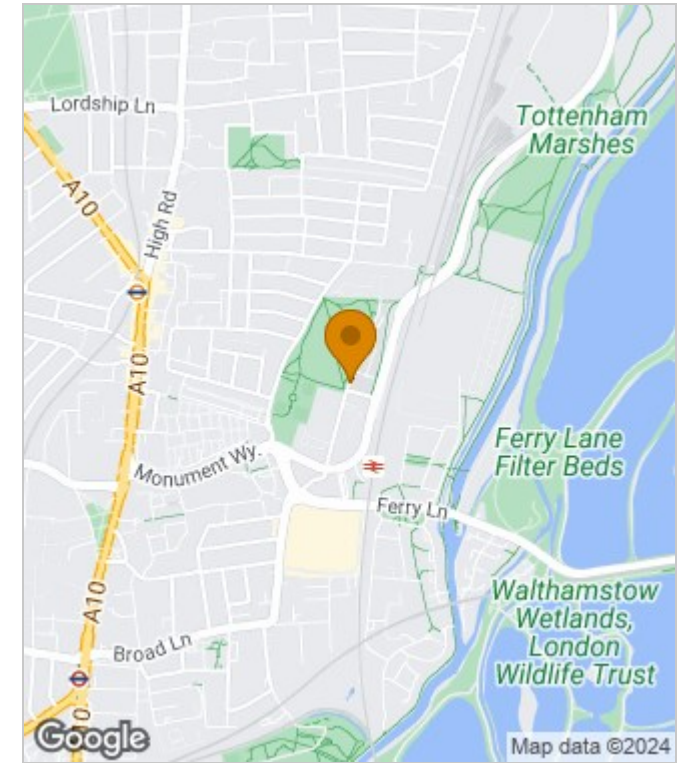 Lordship Ln
Tottenham
Marshes
A10
High Rd
A10
Ferry Lane
Filter Beds
Monument Wy.
Ferry Ln
Walthamstow
Wetlands,
London
Wildlife Trust
A10
Broad Ln
A10
Google
Map data ©2024